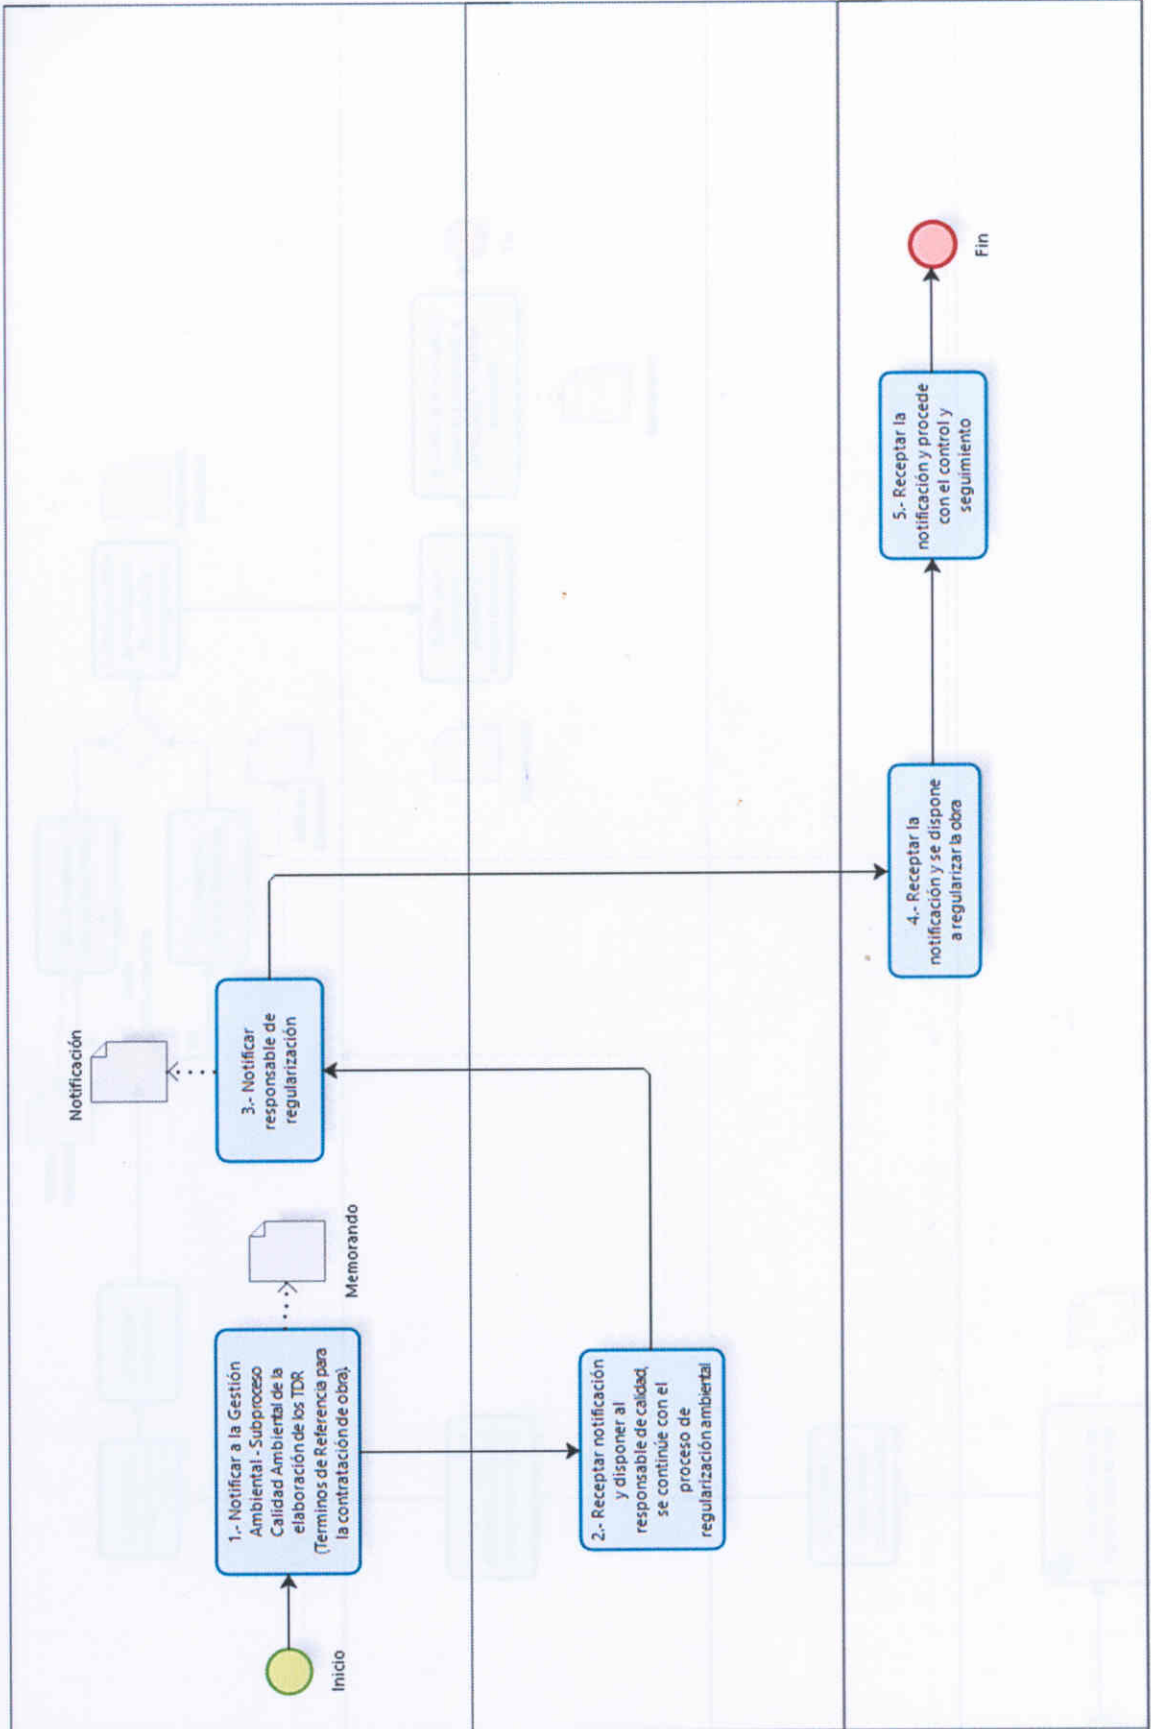 Inicio
1.- Notificar a la Gestión
Ambiental - Subproceso
Calidad Ambiental de la
elaboración de los TDR
(Terminos de Referencia para
la contratación de obra).
Memorando
2.- Receptar notificación
y disponer al
responsable de calidad,
se continúe con el
proceso de
regularización ambiental
Notificación
3.- Notificar
responsable de
regularización
4.- Receptar la
notificación y se dispone
a regularizar la obra
5.- Receptar la
notificación y procede
con el control y
seguimiento
Fin